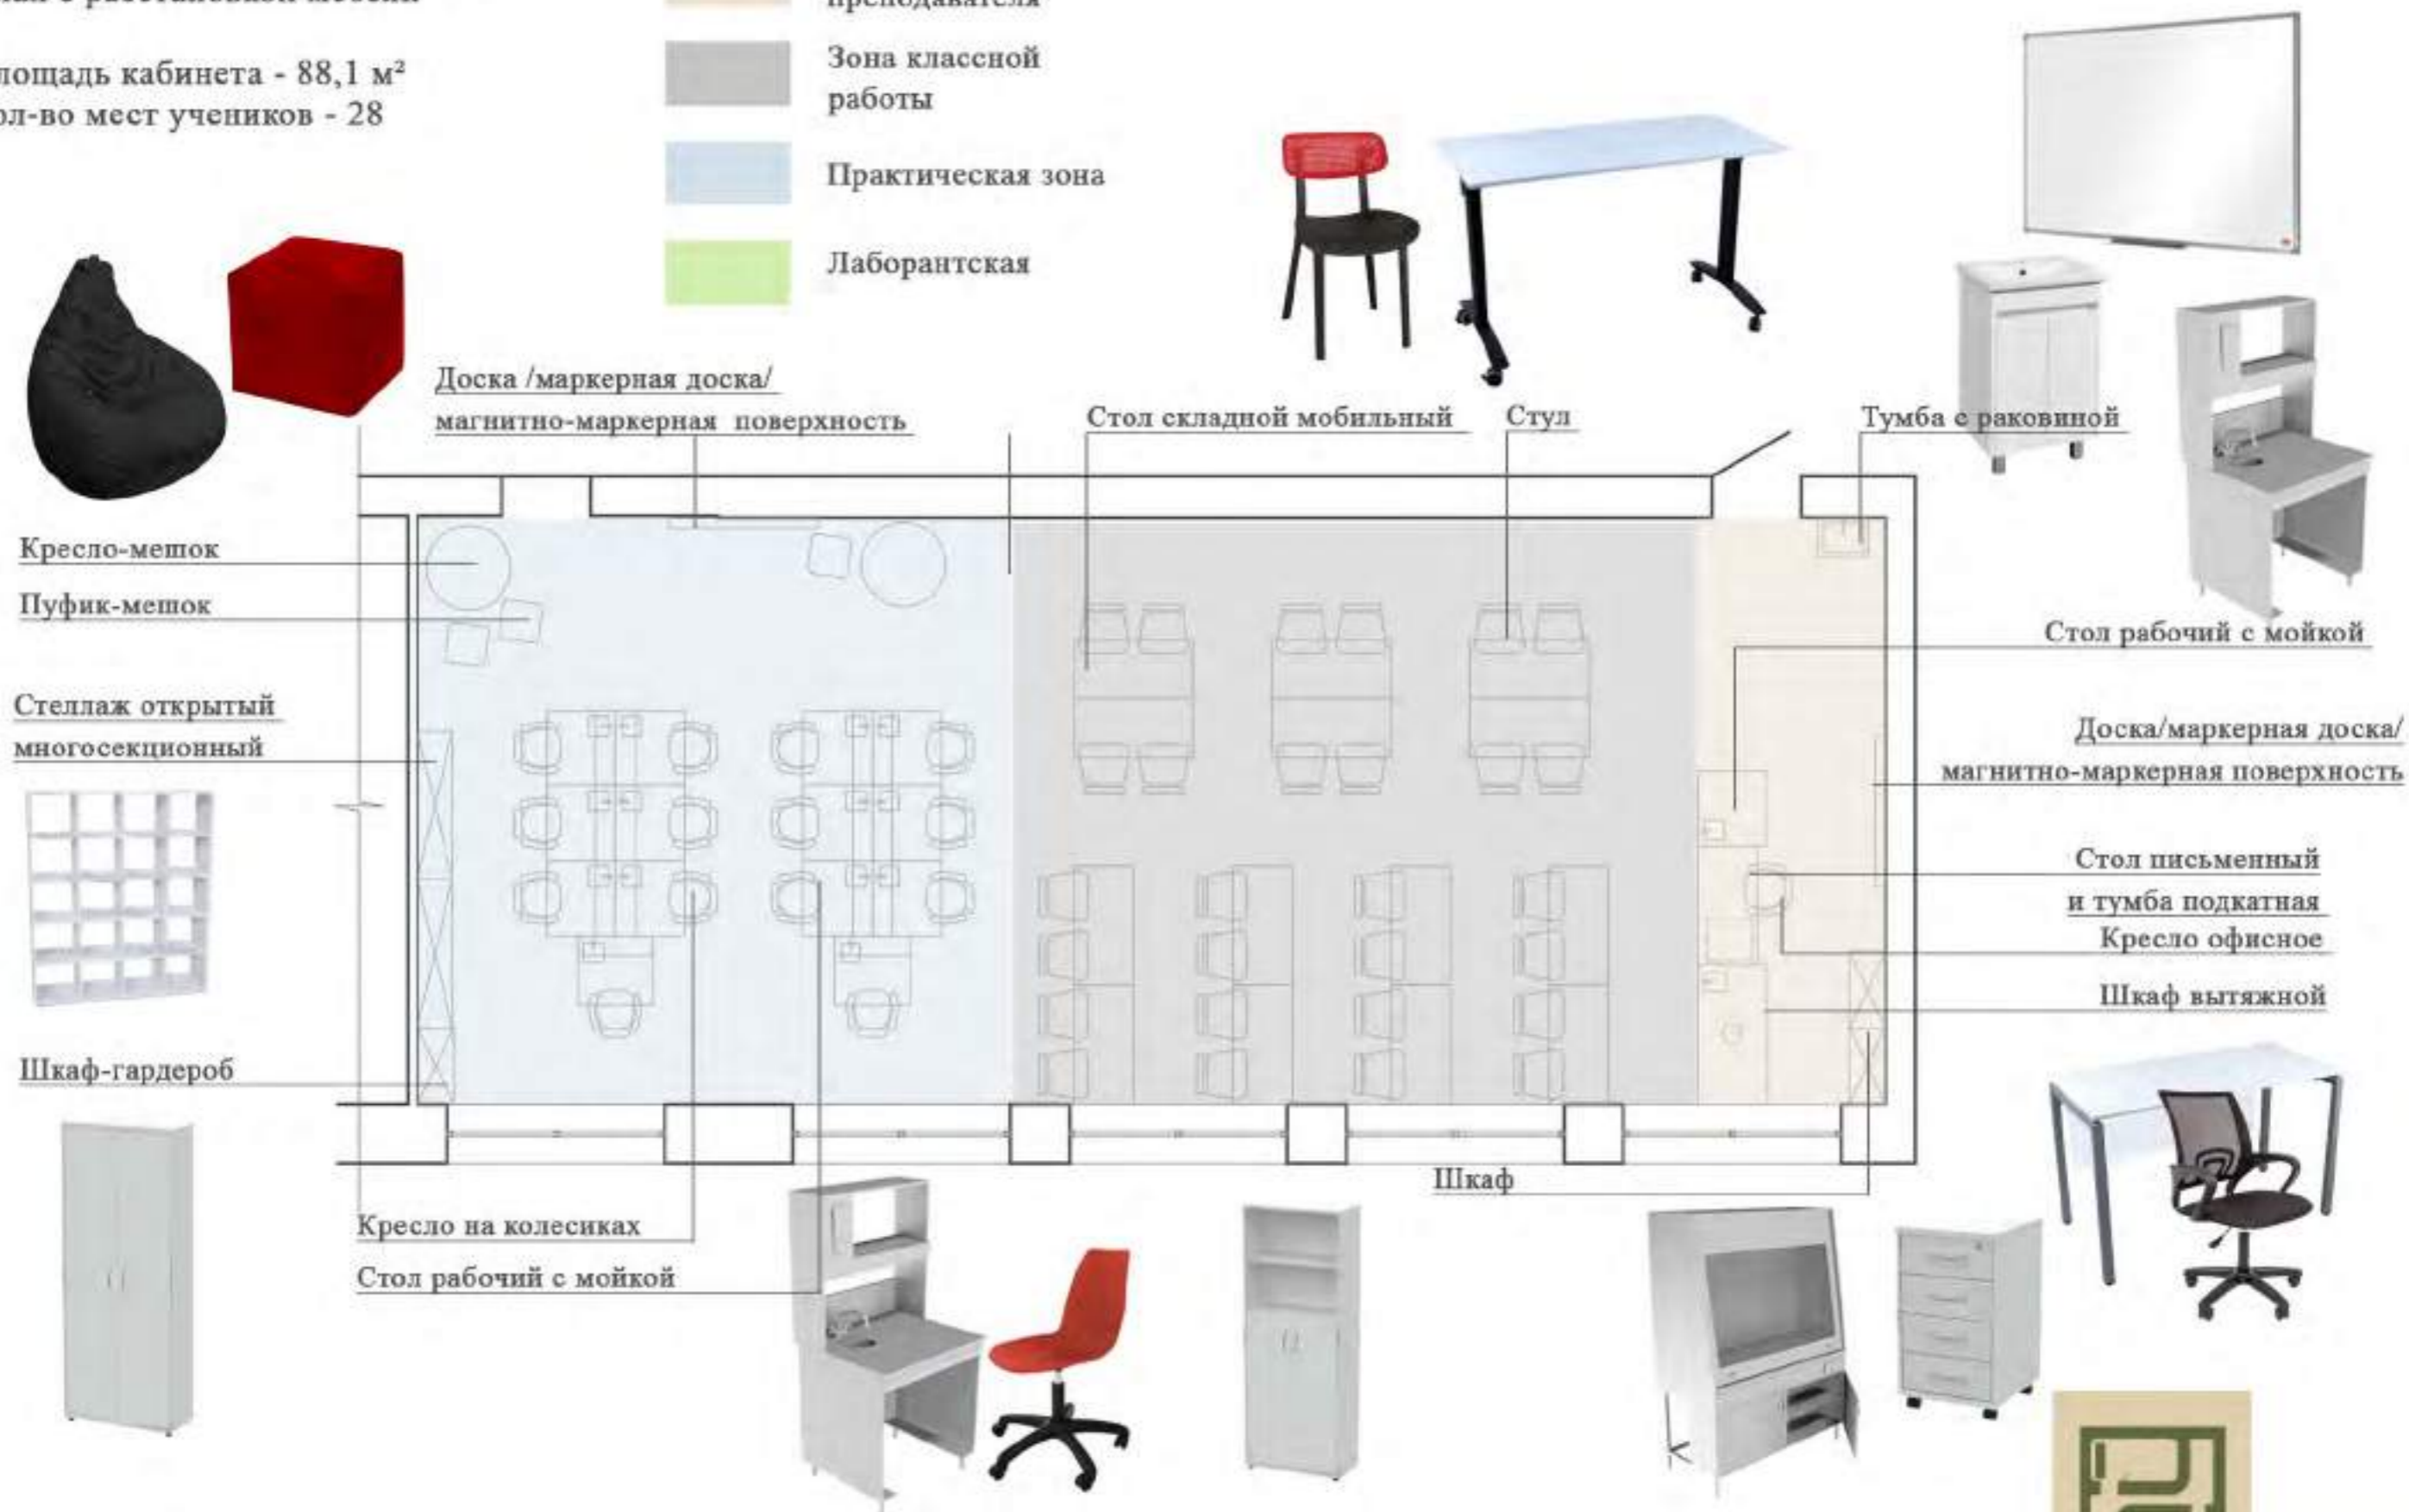 площадь кабинета - 88,1 м²
кол-во мест учеников - 28
преподавателя
Зона классной
работы
Практическая зона
Лаборантская
Доска /маркерная доска/
магнитно-маркерная поверхность
Стол складной мобильный
Стул
Тумба с раковиной
Кресло-мешок
Пуфик-мешок
Стеллаж открытый
многосекционный
Шкаф-гардероб
Стол рабочий с мойкой
Доска/маркерная доска/
магнитно-маркерная поверхность
Стол письменный
и тумба подкатная
Кресло офисное
Шкаф вытяжной
Шкаф
Кресло на колесиках
Стол рабочий с мойкой